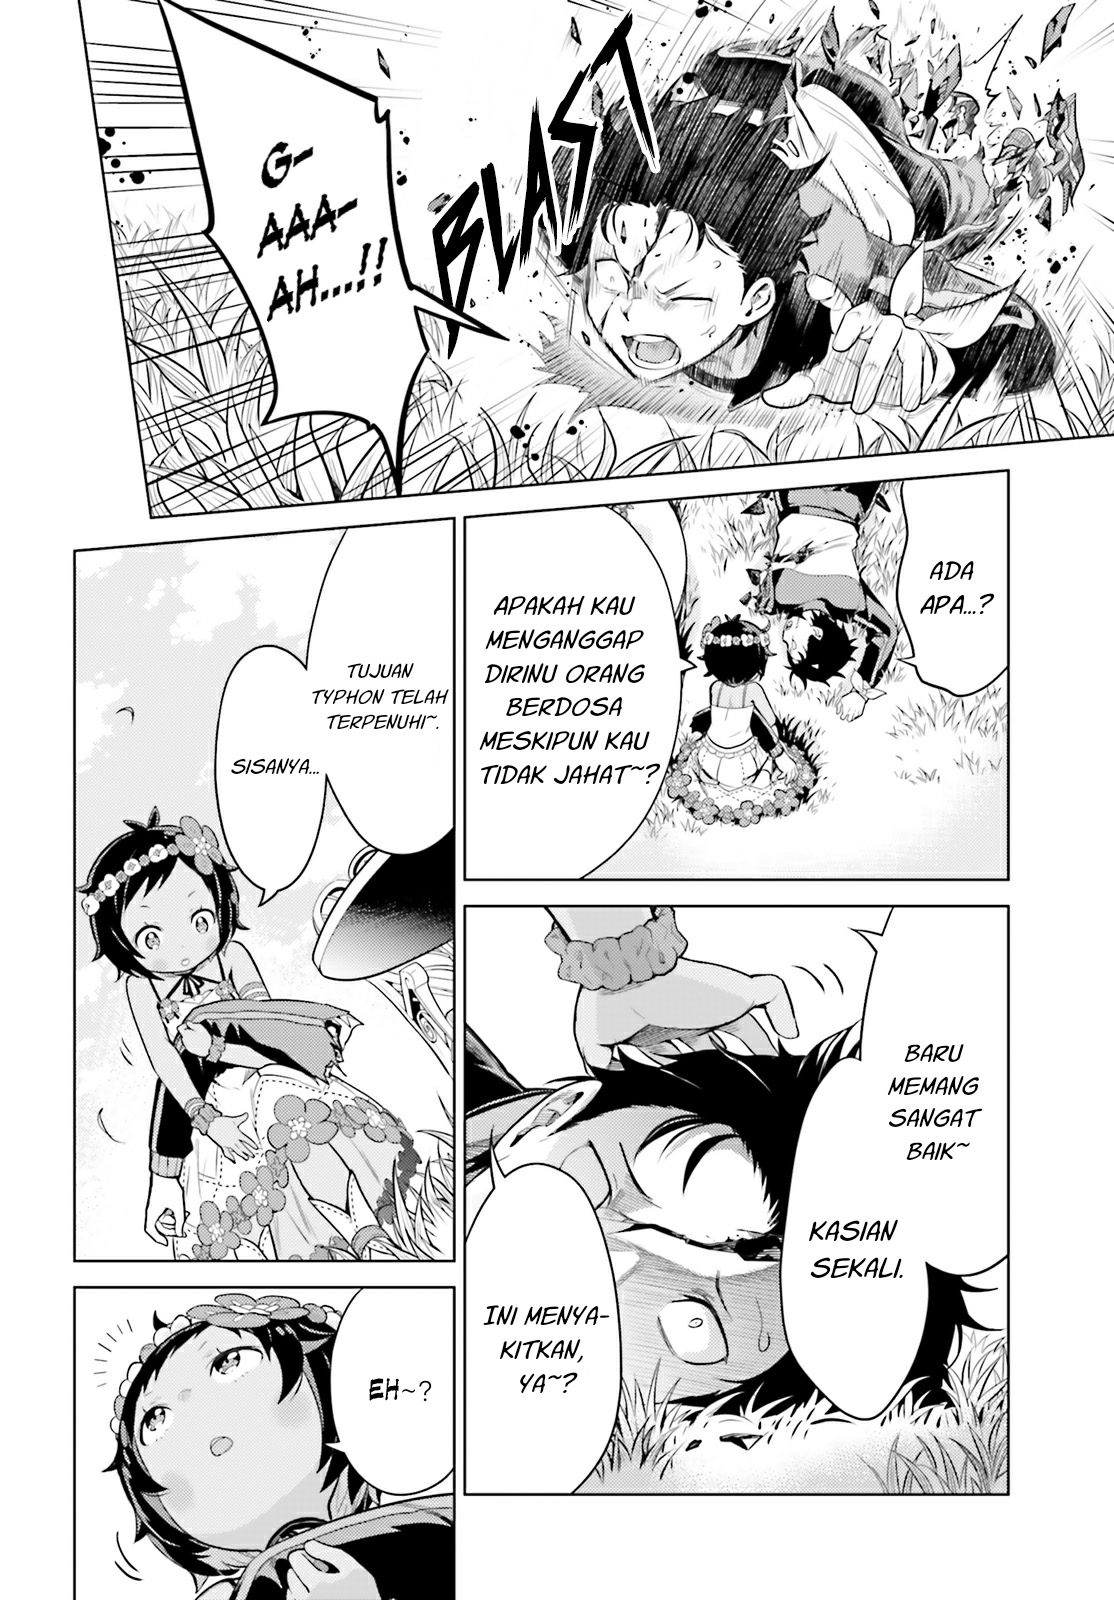 BLAST
G-
AAA-
AH....!!
ADA
APA...?
APAKAH KAU
MENGANGGAP
DIRINU ORANG
BERDOSA
MESKIPUN KAU
TIDAK JAHAT~?
BARU
MEMANG
SANGAT
BAIK~
KASIAN
SEKALI.
INI MENYA-
KITKAN,
YA~?
TUJUAN
TYPHON TELAH
TERPENUHI~.
SISANYA...
EH~?